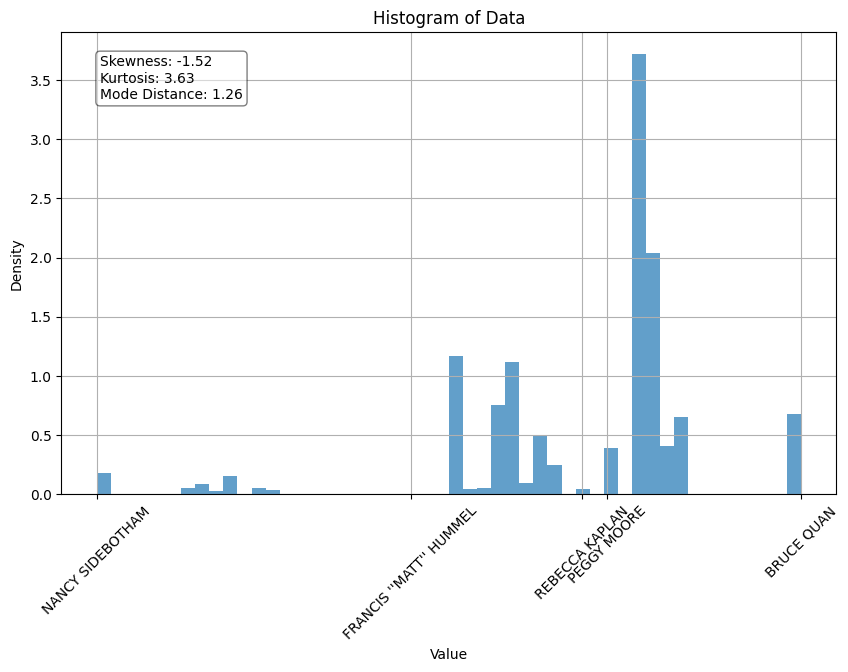 Histogram of Data
Skewness: -1.52
Kurtosis: 3.63
Mode Distance: 1.26
Density
3.5
3.0
2.5
2.0
1.5
1.0
0.5
0.0
NANCY SIDEBOTHAM
FRANCIS ''MATT'' HUMMEL
REBECCA KAPLAN
PEGGY MOORE
BRUCE QUAN
Value